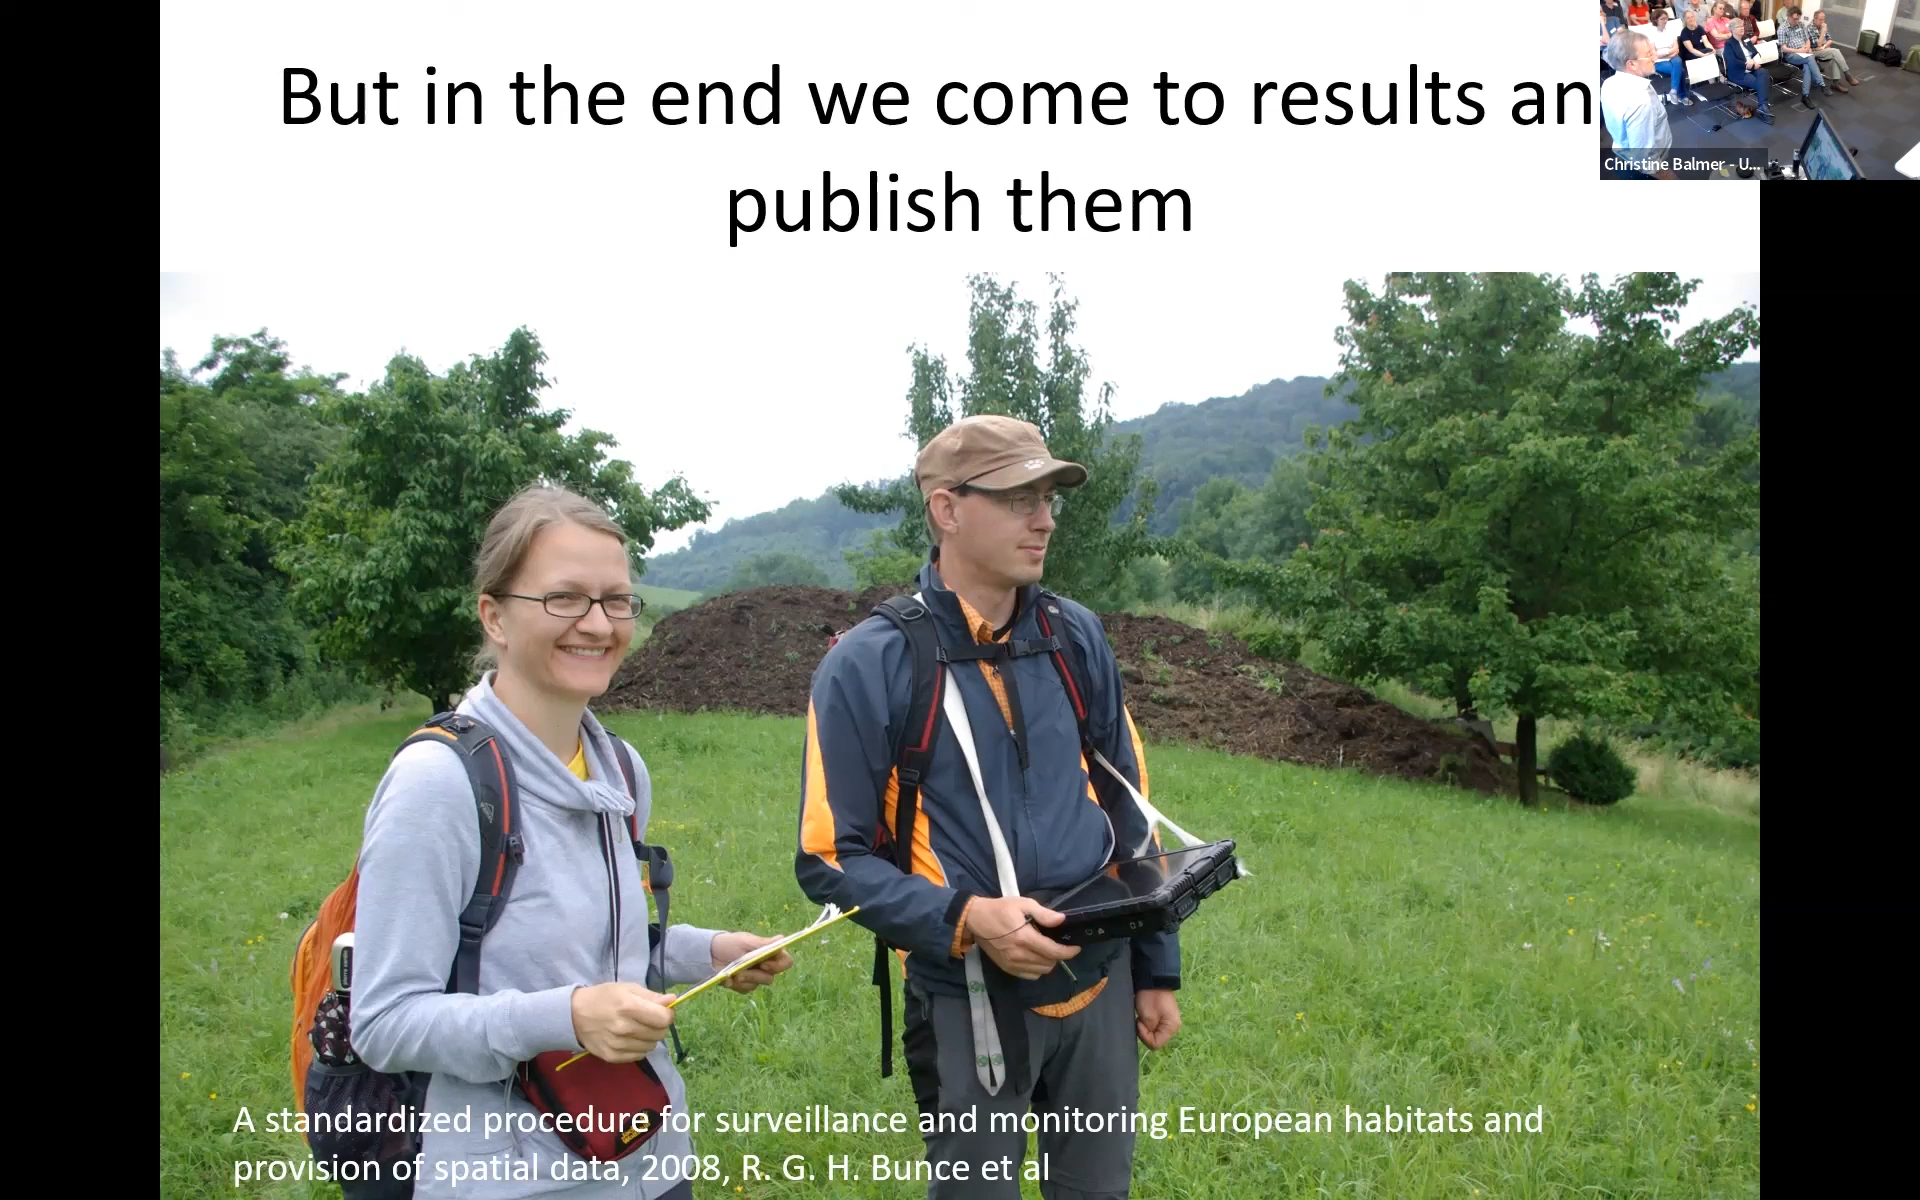 But in the end we come to results an
publish them
Christine Balmer - U...
A standardized procedure for surveillance and monitoring European habitats and
provision of spatial data, 2008, R. G. H. Bunce et al